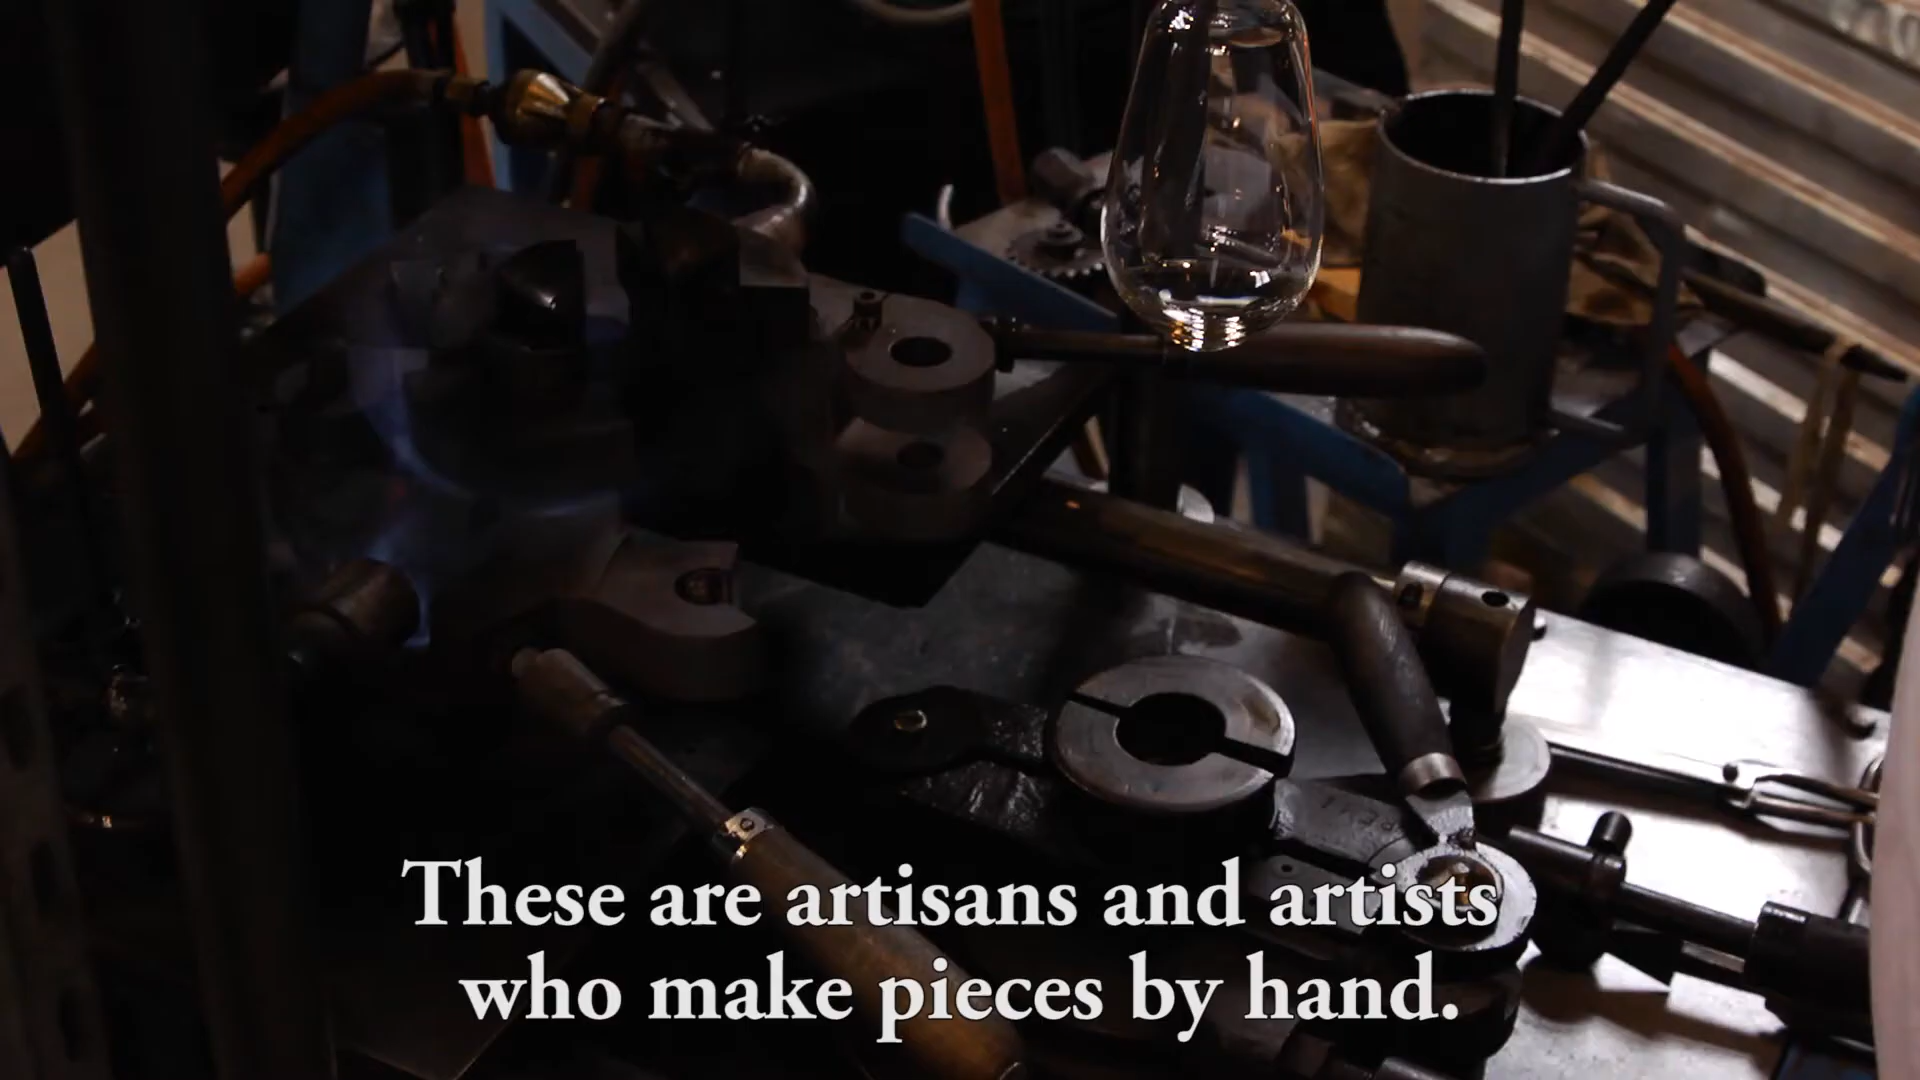 These are artisans and artists
who make pieces by hand.